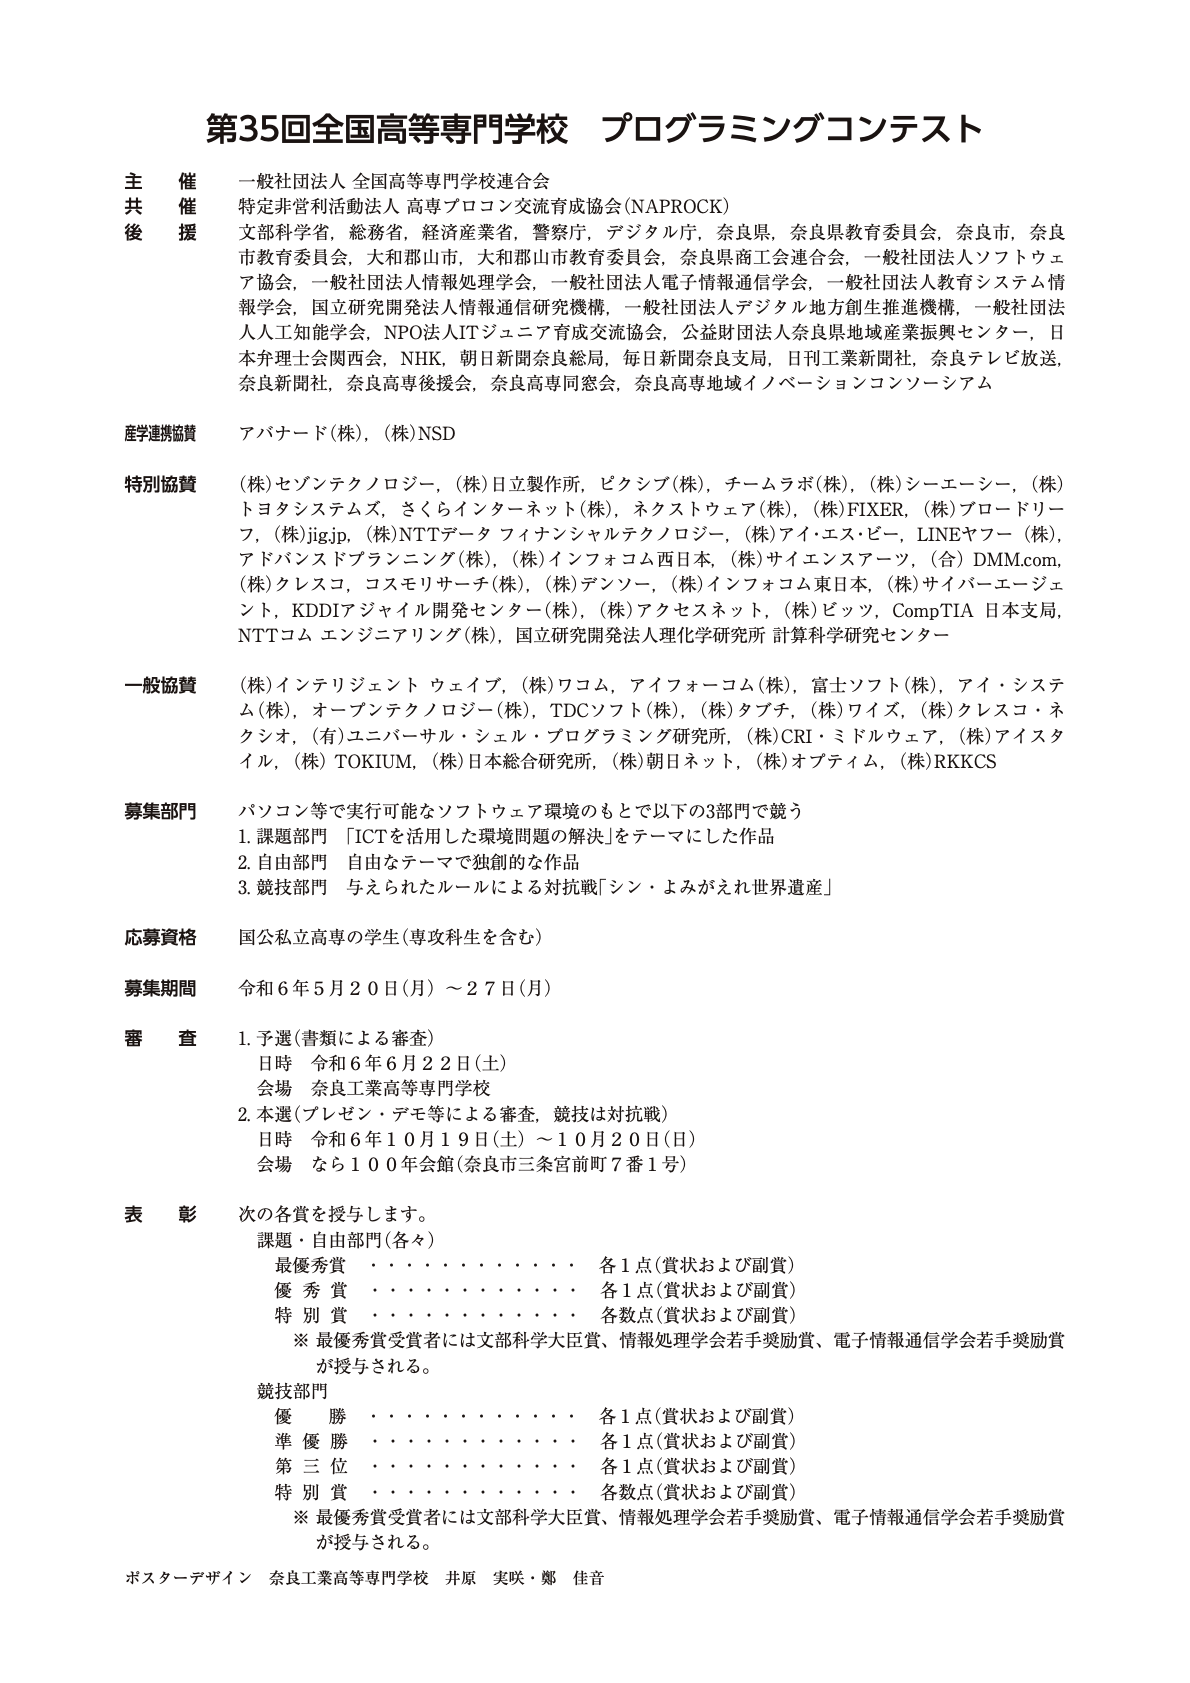 第35回全国高等専門学校　プログラミングコンテスト
主　　催　　一般社団法人 全国高等専門学校連合会
共　　催　　特定非営利活動法人 高専プロコン交流育成協会(NAPROCK)
後　　援　　文部科学省，総務省，経済産業省，警察庁，デジタル庁，奈良県，奈良県教育委員会，奈良市，奈良
市教育委員会，大和郡山市，大和郡山市教育委員会，奈良県商工会連合会，一般社団法人ソフトウェ
ア協会，一般社団法人情報処理学会，一般社団法人電子情報通信学会，一般社団法人教育システム情
報学会，国立研究開発法人情報通信研究機構，一般社団法人デジタル地方創生推進機構，一般社団法
人人工知能学会，NPO法人ITジュニア育成交流協会，公益財団法人奈良県地域産業振興センター，日
本弁理士会関西会，NHK，朝日新聞奈良総局，毎日新聞奈良支局，日刊工業新聞社，奈良テレビ放送，
奈良新聞社，奈良高専後援会，奈良高専同窓会，奈良高専地域イノベーションコンソーシアム
産学連携協賛　　アバナード(株)，(株)NSD
特別協賛　　(株)セゾンテクノロジー，(株)日立製作所，ピクシブ(株)，チームラボ(株)，(株)シーエーシー，(株)
トヨタシステムズ，さくらインターネット(株)，ネクストウェア(株)，(株)FIXER，(株)ブロードリー
フ，(株)jig.jp，(株)NTTデータ フィナンシャルテクノロジー，(株)アイ・エス・ビー，LINEヤフー（株)，
アドバンスドプランニング(株)，(株)インフォコム西日本，(株)サイエンスアーツ，(合）DMM.com，
(株)クレスコ，コスモリサーチ(株)，(株)デンソー，(株)インフォコム東日本，(株)サイバーエージェ
ント，KDDIアジャイル開発センター(株)，(株)アクセスネット，(株)ビッツ，CompTIA 日本支局，
NTTコム エンジニアリング(株)，国立研究開発法人理化学研究所 計算科学研究センター
一般協賛　　(株)インテリジェント ウェイブ，(株)ワコム，アイフォーコム(株)，富士ソフト(株)，アイ・システ
ム(株)，オープンテクノロジー(株)，TDCソフト(株)，(株)タブチ，(株)ワイズ，(株)クレスコ・ネ
クシオ，(有)ユニバーサル・シェル・プログラミング研究所，(株)CRI・ミドルウェア，(株)アイスタ
イル，(株）TOKIUM，(株)日本総合研究所，(株)朝日ネット，(株)オプティム，(株)RKKCS
募集部門　　パソコン等で実行可能なソフトウェア環境のもとで以下の3部門で競う
1. 課題部門　「ICTを活用した環境問題の解決」をテーマにした作品
2. 自由部門　自由なテーマで独創的な作品
3. 競技部門　与えられたルールによる対抗戦「シン・よみがえれ世界遺産」
応募資格　　国公私立高専の学生(専攻科生を含む)
募集期間　　令和６年５月２０日(月）～２７日(月)
審　　査　　1. 予選(書類による審査)
日時　令和６年６月２２日(土)
会場　奈良工業高等専門学校
2. 本選(プレゼン・デモ等による審査，競技は対抗戦)
日時　令和６年１０月１９日(土）～１０月２０日(日)
会場　なら１００年会館(奈良市三条宮前町７番１号)
表　　彰　　次の各賞を授与します。
課題・自由部門(各々)
最優秀賞　・・・・・・・・・・・・　各１点(賞状および副賞)
優 秀 賞　・・・・・・・・・・・・　各１点(賞状および副賞)
特 別 賞　・・・・・・・・・・・・　各数点(賞状および副賞)
※ 最優秀賞受賞者には文部科学大臣賞、情報処理学会若手奨励賞、電子情報通信学会若手奨励賞
が授与される。
競技部門
優　　勝　・・・・・・・・・・・・　各１点(賞状および副賞)
準 優 勝　・・・・・・・・・・・・　各１点(賞状および副賞)
第 三 位　・・・・・・・・・・・・　各１点(賞状および副賞)
特 別 賞　・・・・・・・・・・・・　各数点(賞状および副賞)
※ 最優秀賞受賞者には文部科学大臣賞、情報処理学会若手奨励賞、電子情報通信学会若手奨励賞
が授与される。
ポスターデザイン　奈良工業高等専門学校　井原　実咲・鄭　佳音